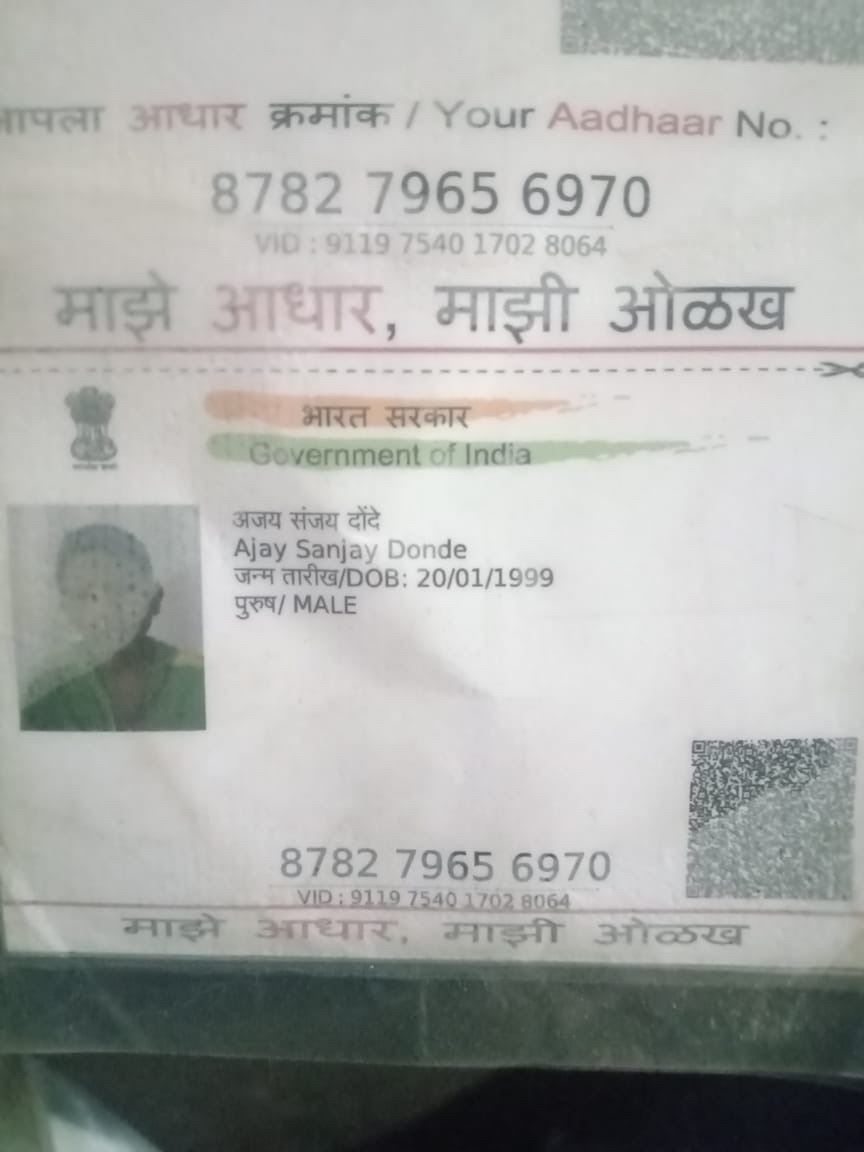 आपला आधार क्रमांक / Your Aadhaar No. :
8782 7965 6970
VID : 9119 7540 1702 8064
माझे आधार, माझी ओळख
भारत सरकार
Government of India
अजय संजय दोंदे
Ajay Sanjay Donde
जन्म तारीख/DOB: 20/01/1999
पुरुष/ MALE
8782 7965 6970
VID : 9119 7540 1702 8064
माझे आधार, माझी ओळख